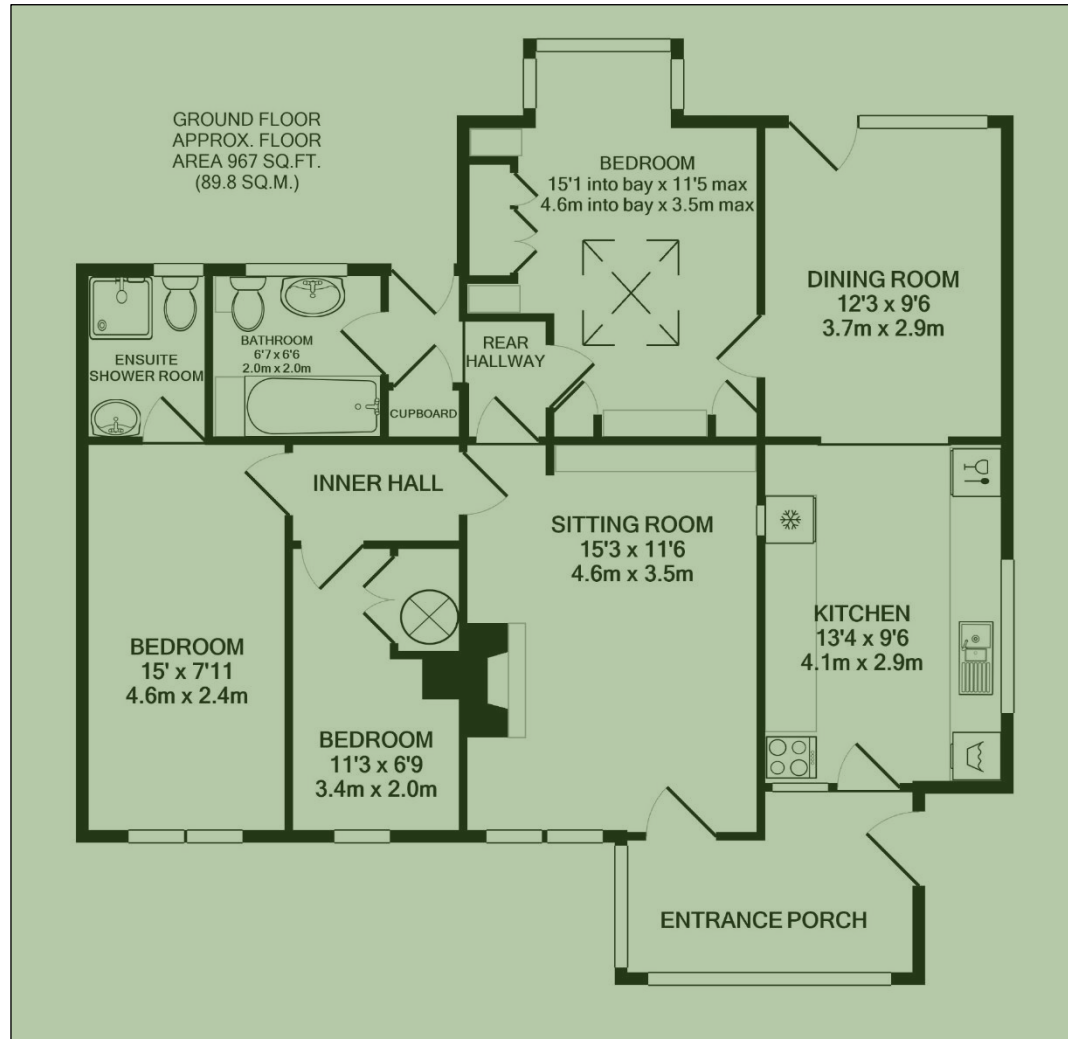 GROUND FLOOR
APPROX. FLOOR
AREA 967 SQ.FT.
(89.8 SQ.M.)
BEDROOM
15'1 into bay x 11'5 max
4.6m into bay x 3.5m max
DINING ROOM
12'3 x 9'6
3.7m x 2.9m
ENSUITE
SHOWER ROOM
BATHROOM
6'7 x 6'6
2.0m x 2.0m
REAR
HALLWAY
CUPBOARD
INNER HALL
SITTING ROOM
15'3 x 11'6
4.6m x 3.5m
KITCHEN
13'4 x 9'6
4.1m x 2.9m
BEDROOM
15' x 7'11
4.6m x 2.4m
BEDROOM
11'3 x 6'9
3.4m x 2.0m
ENTRANCE PORCH